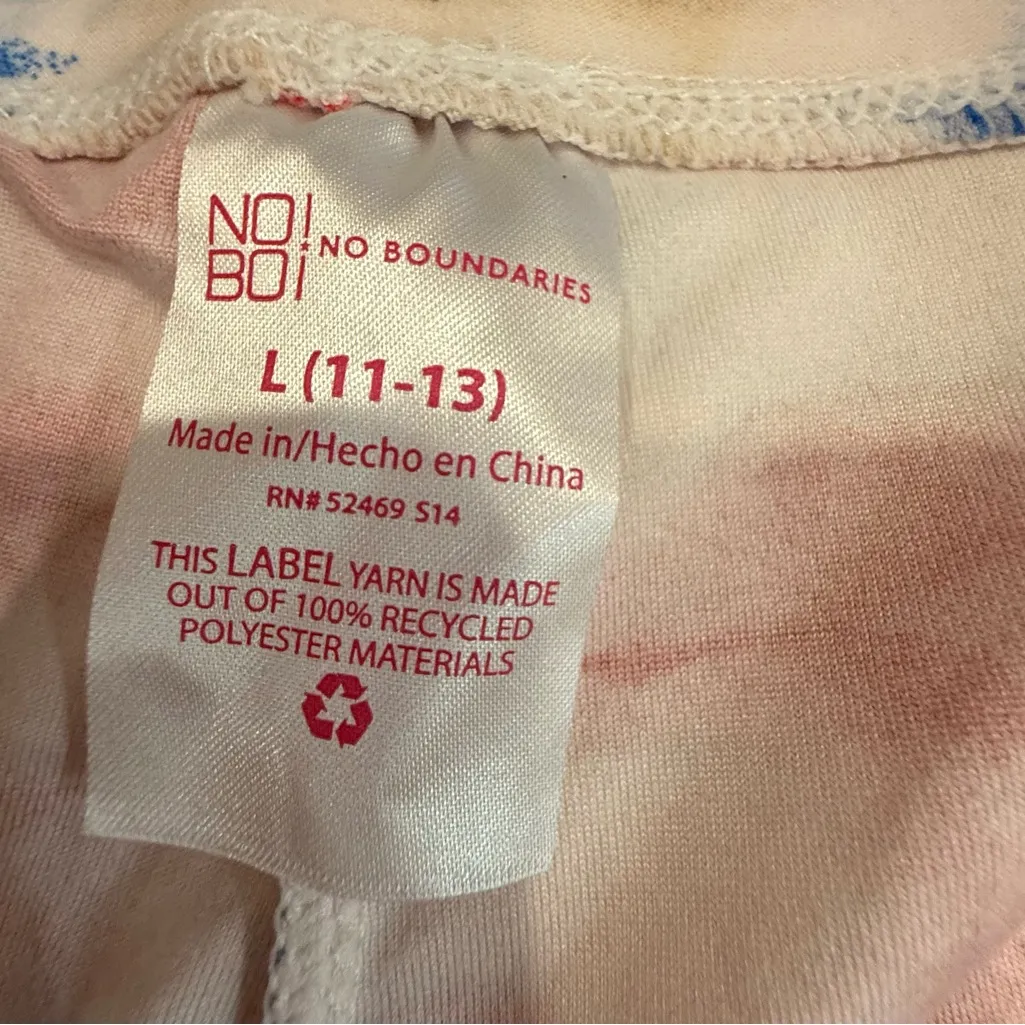 NO!
BO¡
NO BOUNDARIES
L (11-13)
Made in/Hecho en China
RN# 52469 S14
THIS LABEL YARN IS MADE
OUT OF 100% RECYCLED
POLYESTER MATERIALS